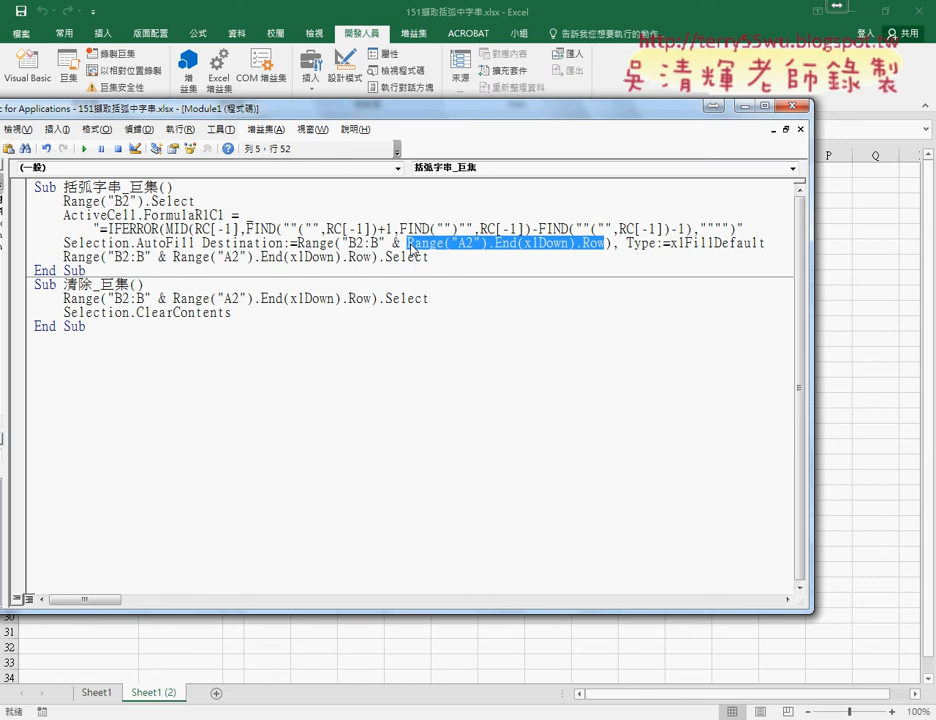 151擷取括弧中字串.xlsx - Excel
檔案 常用 插入 版面配置 公式 資料 校閱 檢視 開發人員 增益集 ACROBAT 小組 告訴我您想執行的動作 登入 共用
http://terry55wu.blogspot.tw
吳清輝老師錄製
Visual Basic 巨集 錄製巨集 以相對位置錄製 巨集安全性
增益集 Excel 增益集 COM 增益集
插入 設計模式 屬性 檢視程式碼 執行對話方塊
來源 對應內容 擴充套件 重新整理資料 匯入 匯出
c for Applications - 151擷取括弧中字串.xlsx - [Module1 (程式碼)]
檢視(V) 插入(I) 格式(O) 偵錯(D) 執行(R) 工具(T) 增益集(A) 視窗(W) 說明(H)
列 5，行 52
(一般) 括弧字串_巨集
Sub 括弧字串_巨集()
Range("B2").Select
ActiveCell.FormulaR1C1 = _
"=IFERROR(MID(RC[-1],FIND(""("",RC[-1])+1,FIND("")"",RC[-1])-FIND(""("",RC[-1])-1),"""")"
Selection.AutoFill Destination:=Range("B2:B" & Range("A2").End(xlDown).Row), Type:=xlFillDefault
Range("B2:B" & Range("A2").End(xlDown).Row).Select
End Sub
Sub 清除_巨集()
Range("B2:B" & Range("A2").End(xlDown).Row).Select
Selection.ClearContents
End Sub
P Q
30
31
32
33
34
Sheet1 Sheet1 (2)
就緒 100%